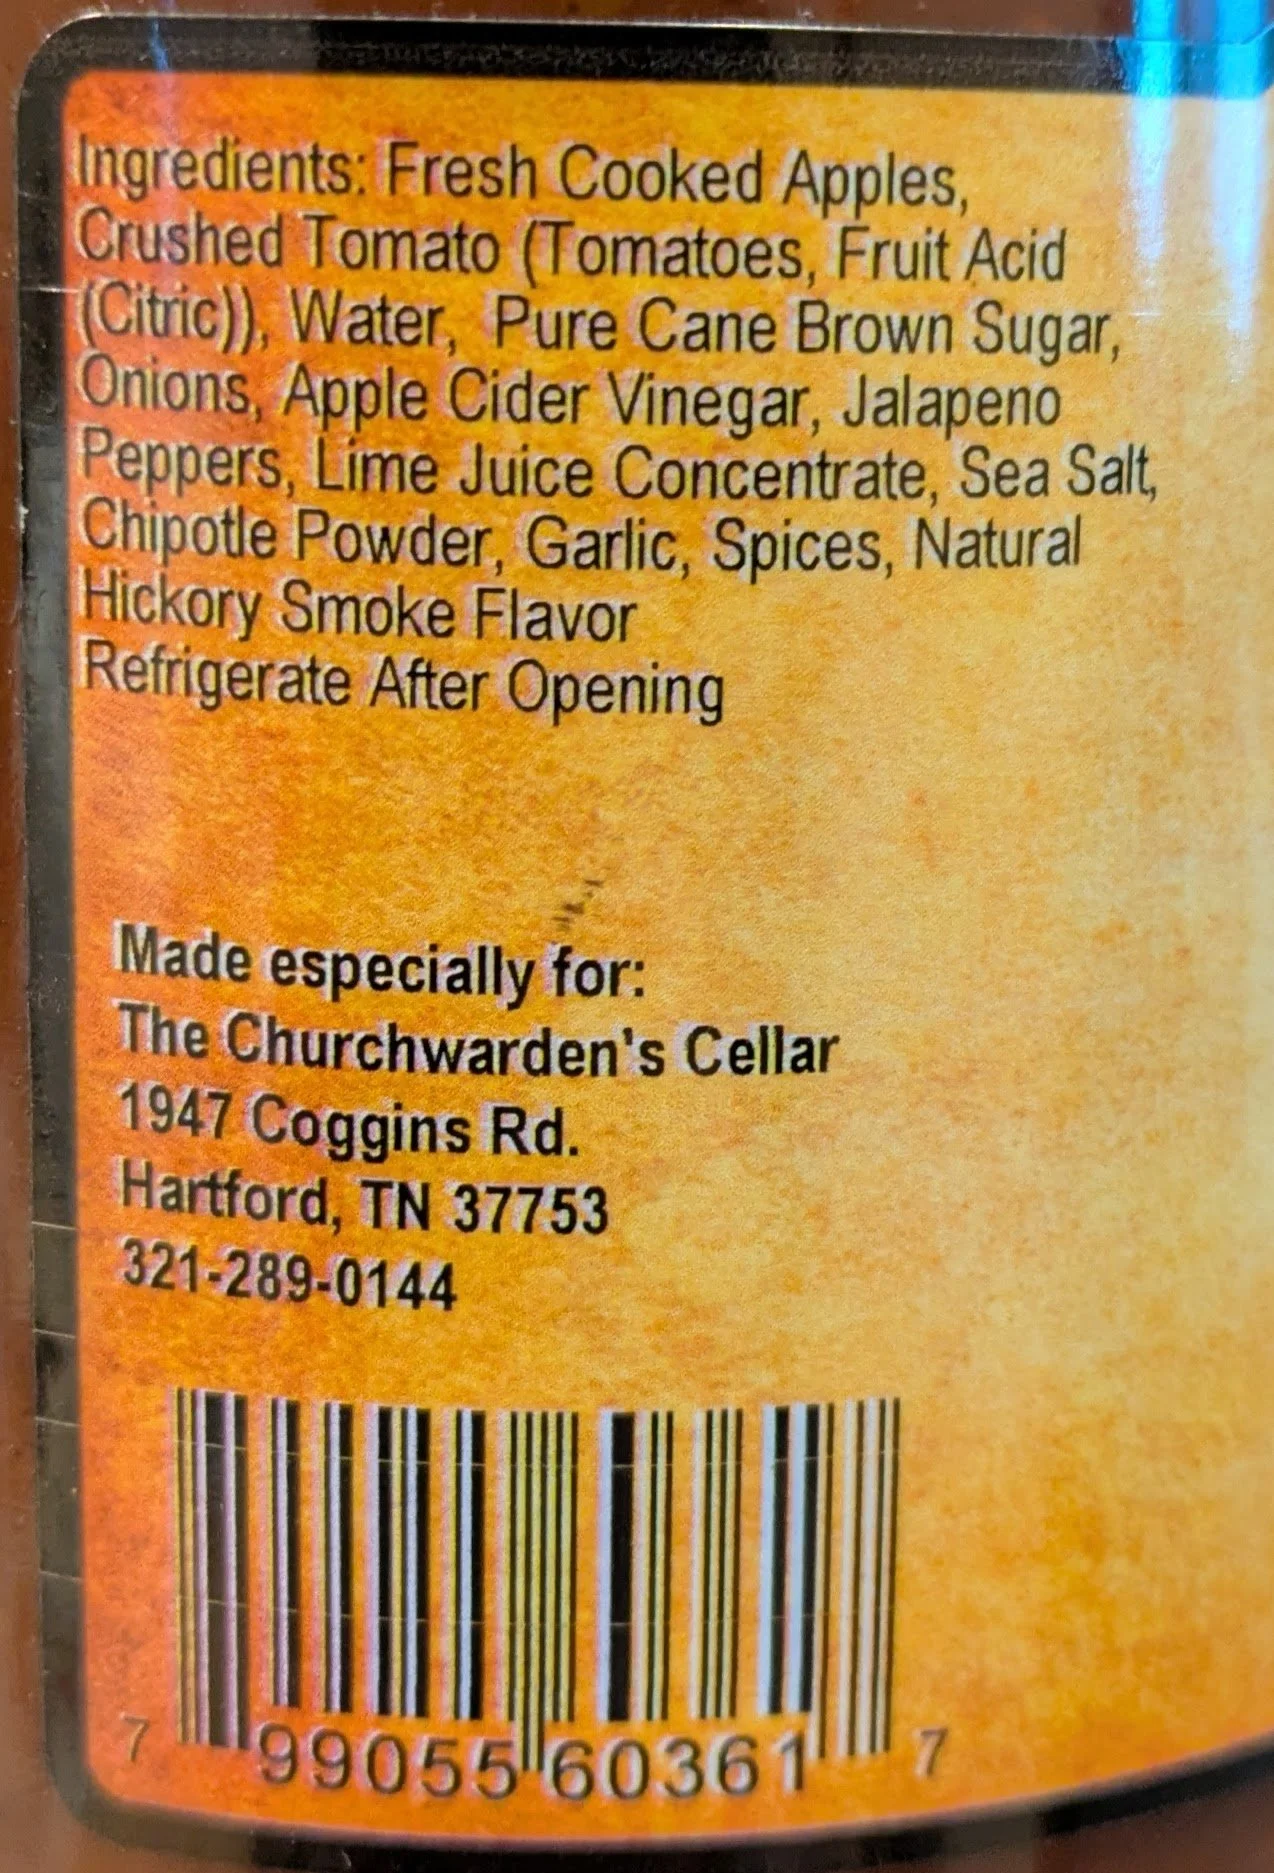 Ingredients: Fresh Cooked Apples,
Crushed Tomato (Tomatoes, Fruit Acid
(Citric)), Water, Pure Cane Brown Sugar,
Onions, Apple Cider Vinegar, Jalapeno
Peppers, Lime Juice Concentrate, Sea Salt,
Chipotle Powder, Garlic, Spices, Natural
Hickory Smoke Flavor
Refrigerate After Opening
Made especially for:
The Churchwarden's Cellar
1947 Coggins Rd.
Hartford, TN 37753
321-289-0144
7 99055 60361 7